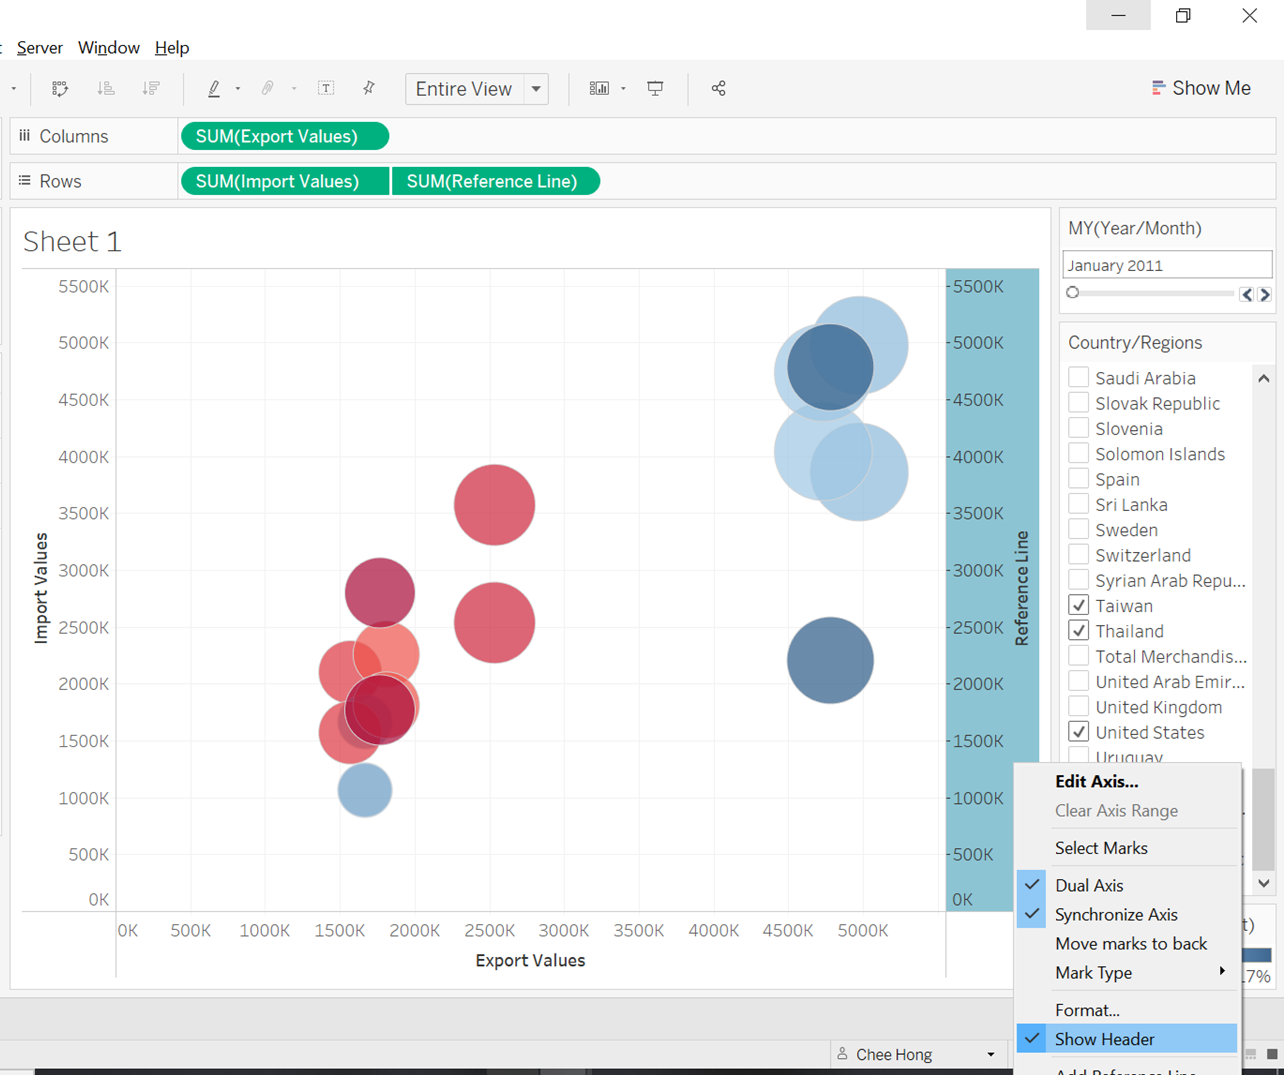 Server Window Help
Entire View
Show Me
Columns
SUM(Export Values)
Rows
SUM(Import Values)
SUM(Reference Line)
Sheet 1
5500K
5000K
4500K
4000K
3500K
3000K
2500K
2000K
1500K
1000K
500K
0K
Import Values
0K 500K 1000K 1500K 2000K 2500K 3000K 3500K 4000K 4500K 5000K
Export Values
5500K
5000K
4500K
4000K
3500K
3000K
2500K
2000K
1500K
1000K
500K
0K
Reference Line
MY(Year/Month)
January 2011
Country/Regions
Saudi Arabia
Slovak Republic
Slovenia
Solomon Islands
Spain
Sri Lanka
Sweden
Switzerland
Syrian Arab Repu...
Taiwan
Thailand
Total Merchandis...
United Arab Emir...
United Kingdom
United States
Uruguay
Edit Axis...
Clear Axis Range
Select Marks
Dual Axis
Synchronize Axis
Move marks to back
Mark Type
Format...
Show Header
Add Reference Line
t)
.7%
Chee Hong